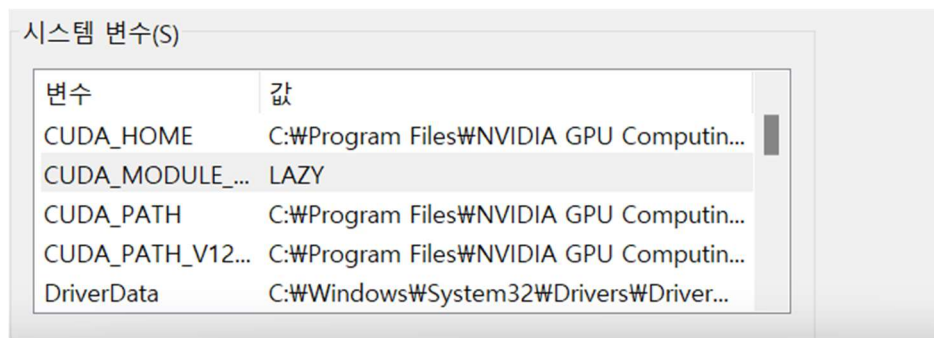 시스템 변수(S)
변수 값
CUDA_HOME C:₩Program Files₩NVIDIA GPU Computin...
CUDA_MODULE_... LAZY
CUDA_PATH C:₩Program Files₩NVIDIA GPU Computin...
CUDA_PATH_V12... C:₩Program Files₩NVIDIA GPU Computin...
DriverData C:₩Windows₩System32₩Drivers₩Driver...